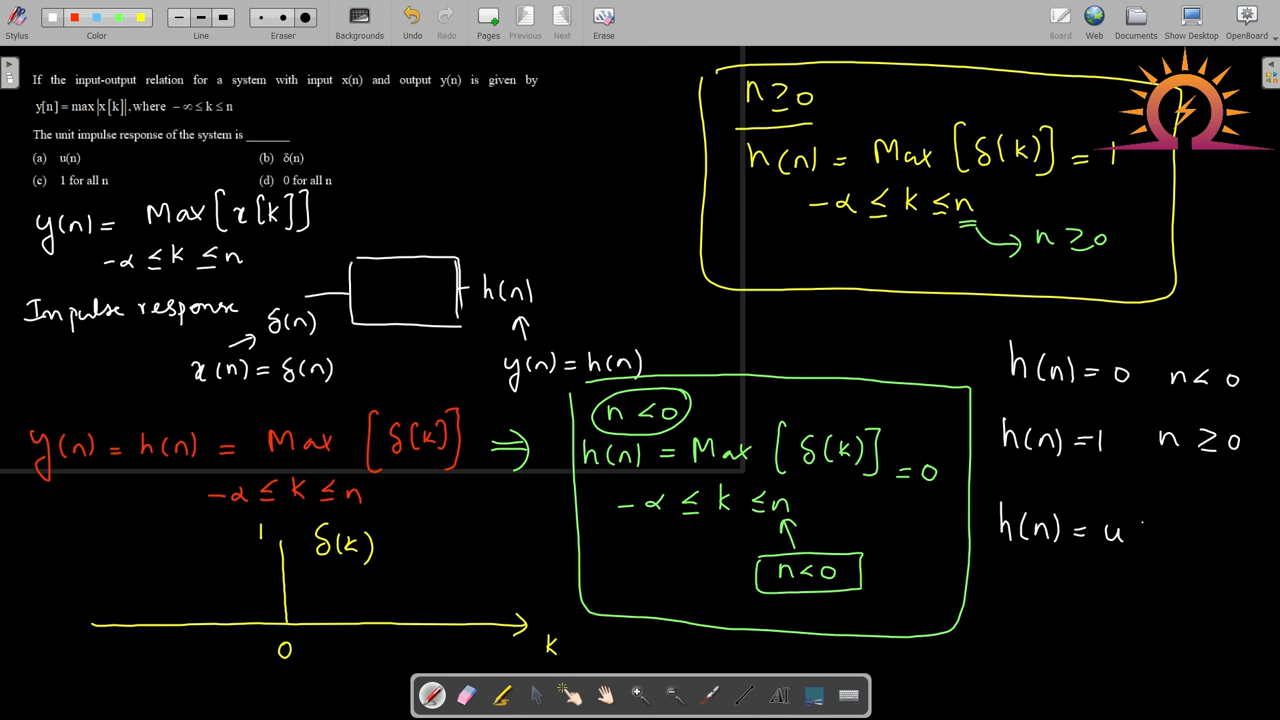 Stylus
Color
Line
Eraser
Backgrounds
Undo
Redo
Pages
Previous
Next
Erase
Board
Web
Documents
Show Desktop
OpenBoard
If the input-output relation for a system with input x(n) and output y(n) is given by
y[n] = max |x[k]|, where − ∞ ≤ k ≤ n
The unit impulse response of the system is ______
(a) u(n)
(b) δ(n)
(c) 1 for all n
(d) 0 for all n
y(n) = Max [x[k]]
-α ≤ k ≤ n
Impulse response
δ(n)
h(n)
x(n) = δ(n)
y(n) = h(n)
y(n) = h(n) = Max [δ(k)] ⇒
-α ≤ k ≤ n
1
δ(k)
0
k
n ≥ 0
h(n) = Max [δ(k)] = 1
-α ≤ k ≤ n
n ≥ 0
n < 0
h(n) = Max [δ(k)] = 0
-α ≤ k ≤ n
n < 0
h(n) = 0 n < 0
h(n) = 1 n ≥ 0
h(n) = u
AI